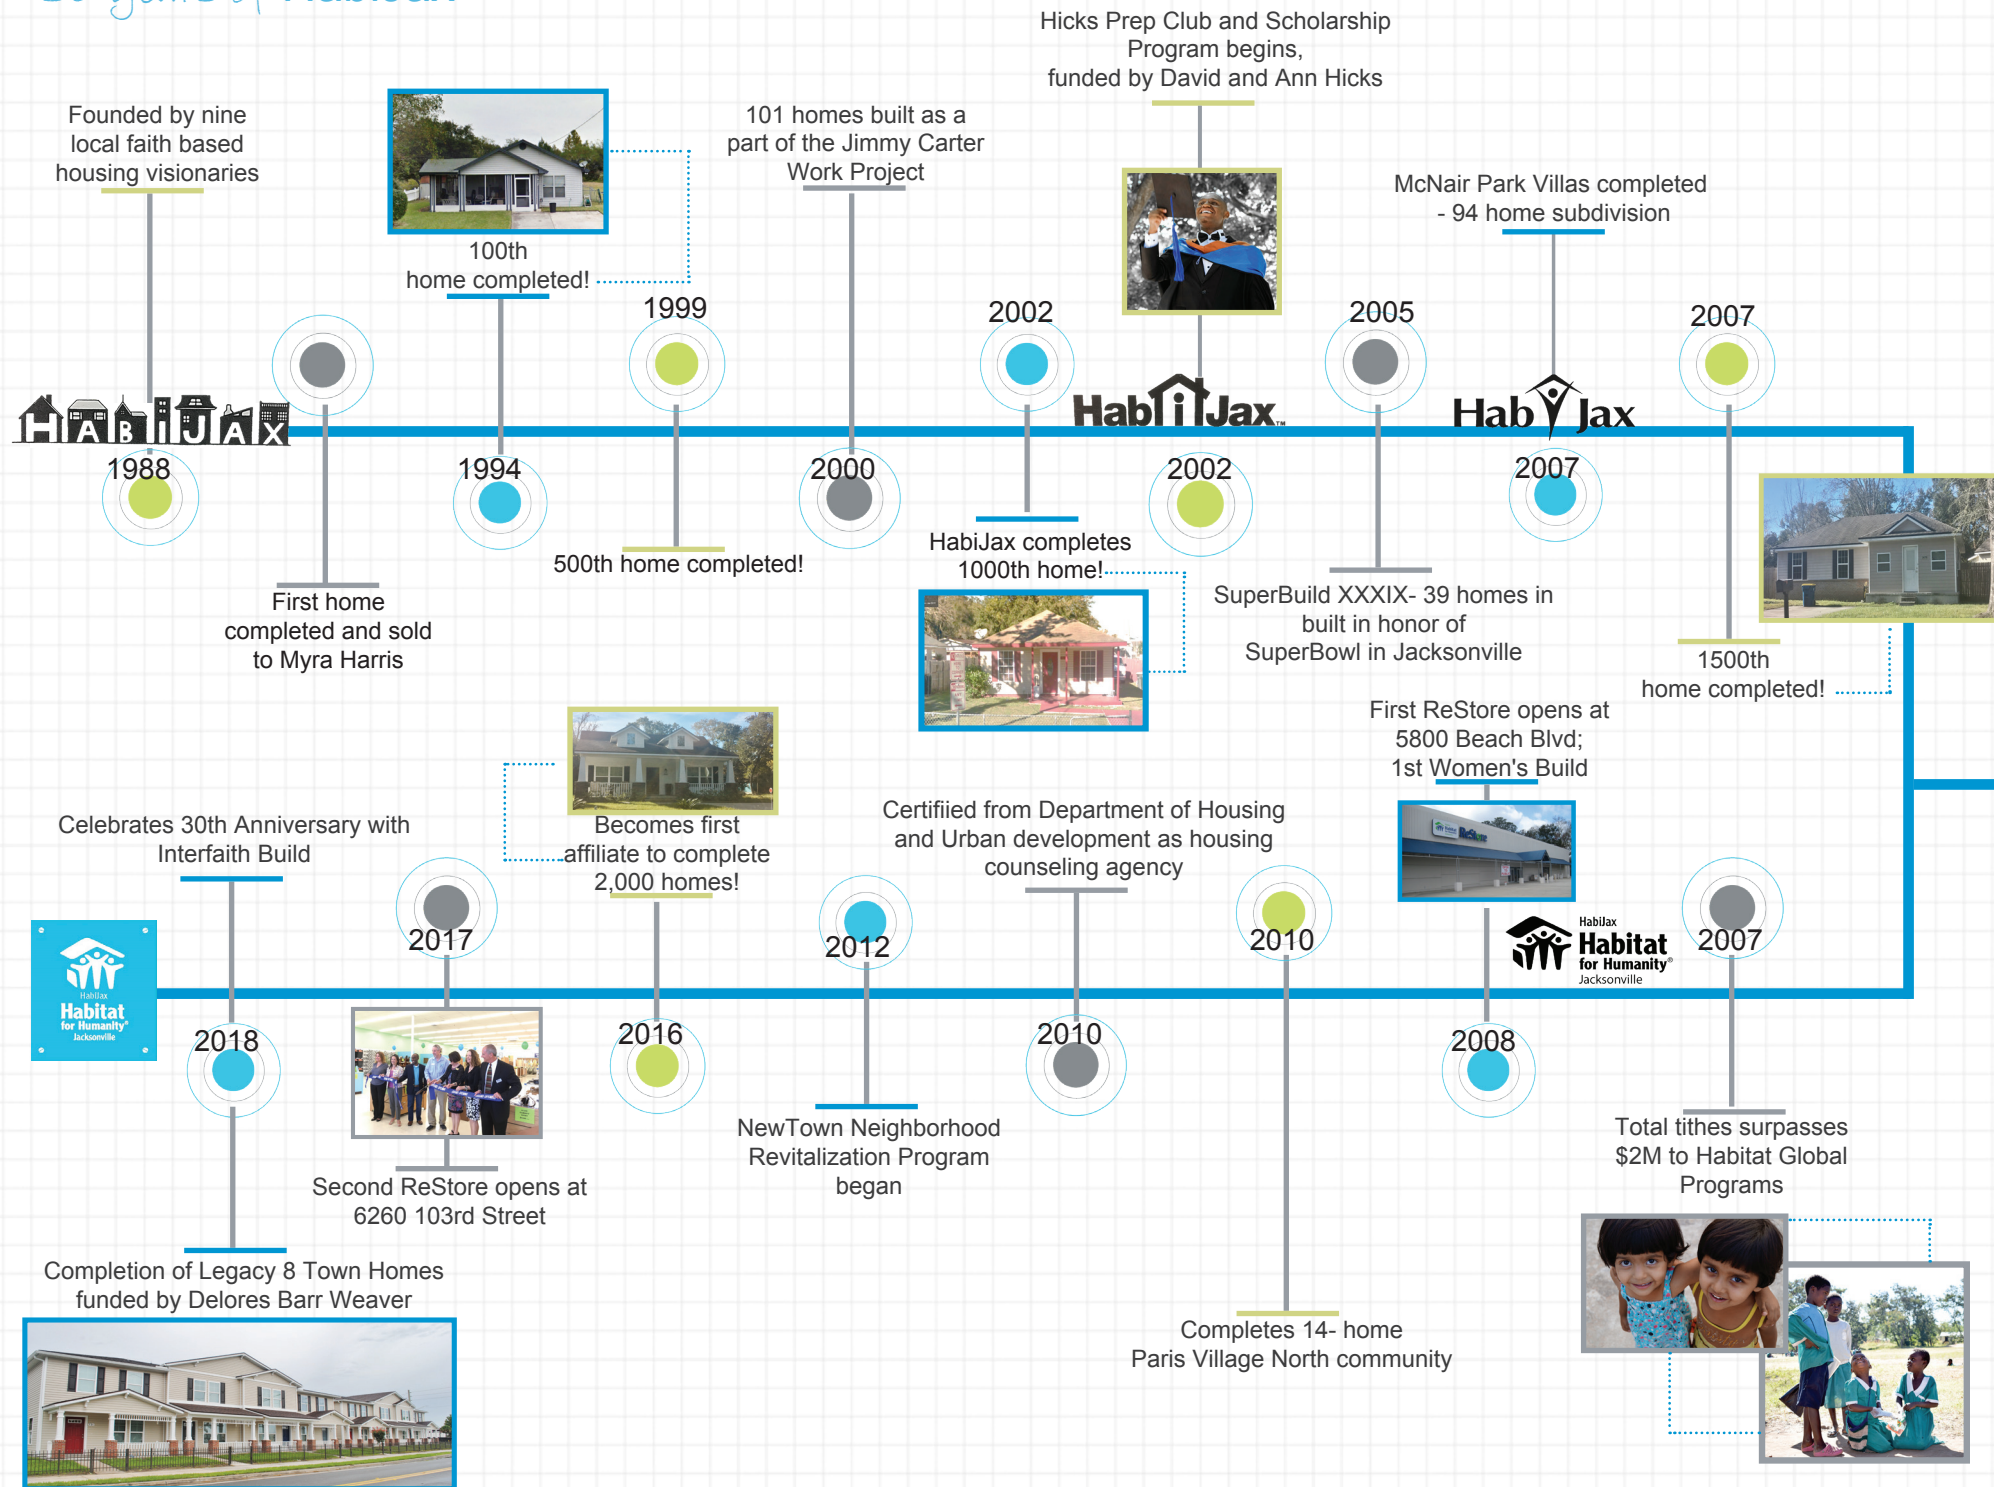 Hicks Prep Club and Scholarship
Program begins,
funded by David and Ann Hicks
Founded by nine
local faith based
housing visionaries
101 homes built as a
part of the Jimmy Carter
Work Project
McNair Park Villas completed
- 94 home subdivision
100th
home completed!
1999
2002
2005
2007
HABIJAX
HabiJax™
Hab Jax
1988
1994
2000
2002
2007
500th home completed!
HabiJax completes
1000th home!
First home
completed and sold
to Myra Harris
SuperBuild XXXIX- 39 homes in
built in honor of
SuperBowl in Jacksonville
1500th
home completed!
First ReStore opens at
5800 Beach Blvd;
1st Women's Build
ReStore
Celebrates 30th Anniversary with
Interfaith Build
Becomes first
affiliate to complete
2,000 homes!
Certifiied from Department of Housing
and Urban development as housing
counseling agency
2017
2012
2010
2007
HabiJax
Habitat
for Humanity®
Jacksonville
HabiJax
Habitat
for Humanity®
Jacksonville
2018
2016
2010
2008
NewTown Neighborhood
Revitalization Program
began
Total tithes surpasses
$2M to Habitat Global
Programs
Second ReStore opens at
6260 103rd Street
Completion of Legacy 8 Town Homes
funded by Delores Barr Weaver
Completes 14- home
Paris Village North community